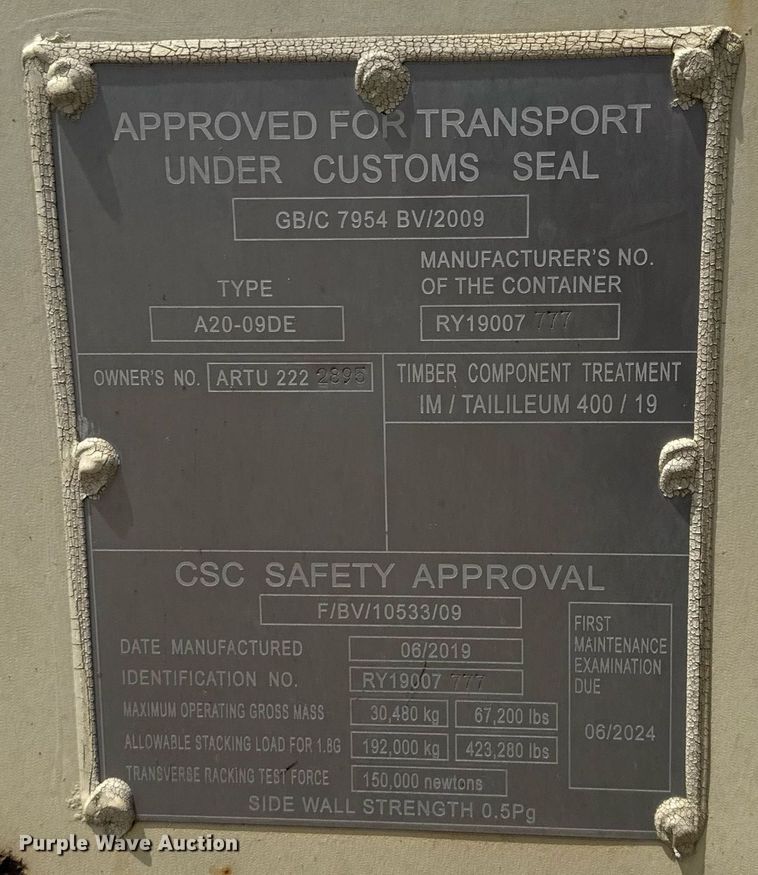 APPROVED FOR TRANSPORT
UNDER CUSTOMS SEAL
GB/C 7954 BV/2009
TYPE
A20-09DE
MANUFACTURER'S NO.
OF THE CONTAINER
RY19007 777
OWNER'S NO. ARTU 222 2895
TIMBER COMPONENT TREATMENT
IM / TAILILEUM 400 / 19
CSC SAFETY APPROVAL
F/BV/10533/09
DATE MANUFACTURED 06/2019
IDENTIFICATION NO. RY19007 777
MAXIMUM OPERATING GROSS MASS 30,480 kg 67,200 lbs
ALLOWABLE STACKING LOAD FOR 1.8G 192,000 kg 423,280 lbs
TRANSVERSE RACKING TEST FORCE 150,000 newtons
SIDE WALL STRENGTH 0.5Pg
FIRST
MAINTENANCE
EXAMINATION
DUE
06/2024
Purple Wave Auction